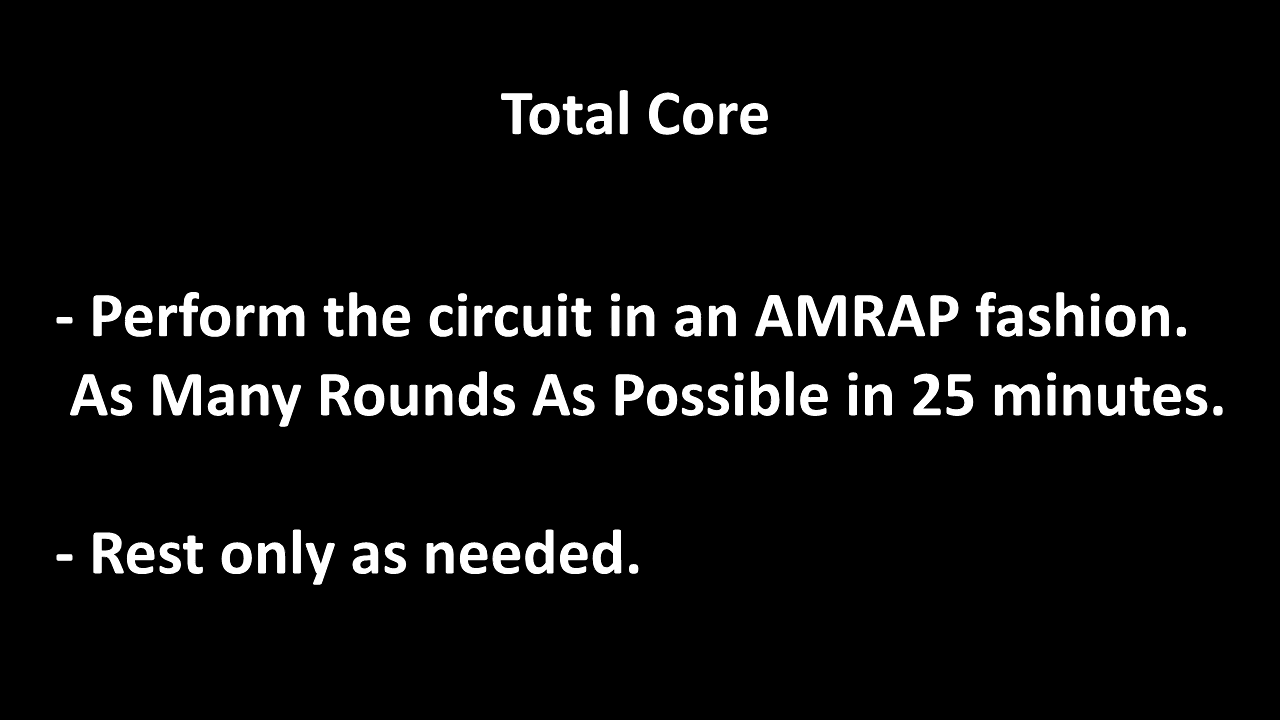 Total Core
- Perform the circuit in an AMRAP fashion.
As Many Rounds As Possible in 25 minutes.
- Rest only as needed.